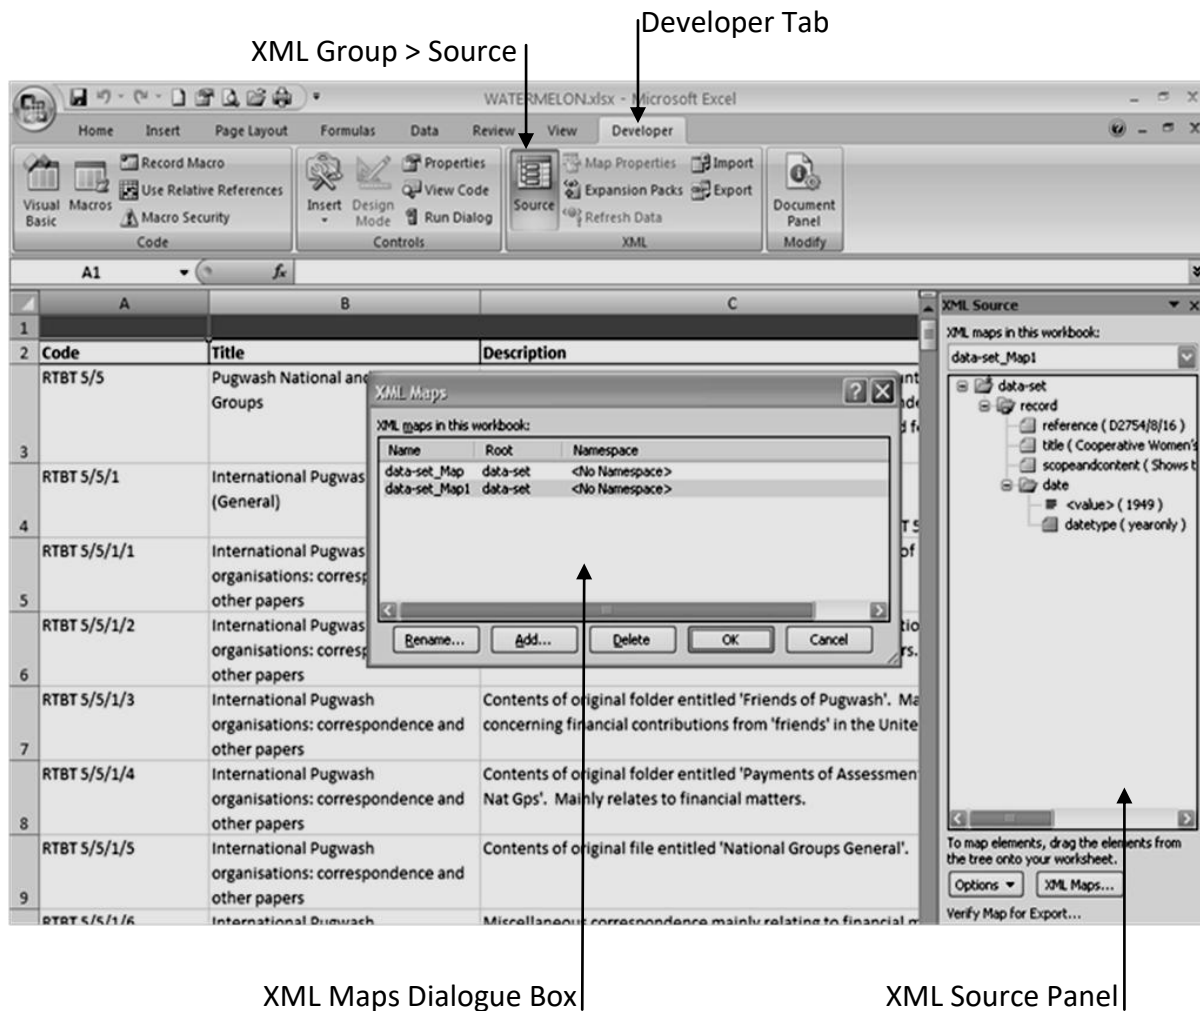 Developer Tab
XML Group > Source
WATERMELON.xlsx - Microsoft Excel
Home Insert Page Layout Formulas Data Review View Developer
Visual Basic
Macros
Record Macro
Use Relative References
Macro Security
Code
Insert
Design Mode
Properties
View Code
Run Dialog
Controls
Source
Map Properties
Expansion Packs
Refresh Data
Import
Export
XML
Document Panel
Modify
A1
fx
A B C
1
2 Code Title Description
3 RTBT 5/5 Pugwash National and
Groups
4 RTBT 5/5/1 International Pugwas
(General)
5 RTBT 5/5/1/1 International Pugwas
organisations: corresp
other papers
6 RTBT 5/5/1/2 International Pugwas
organisations: corresp
other papers
7 RTBT 5/5/1/3 International Pugwash
organisations: correspondence and
other papers
Contents of original folder entitled 'Friends of Pugwash'. Ma
concerning financial contributions from 'friends' in the Unite
8 RTBT 5/5/1/4 International Pugwash
organisations: correspondence and
other papers
Contents of original folder entitled 'Payments of Assessmen
Nat Gps'. Mainly relates to financial matters.
9 RTBT 5/5/1/5 International Pugwash
organisations: correspondence and
other papers
Contents of original file entitled 'National Groups General'.
RTBT 5/5/1/6 International Pugwash Miscellaneous correspondence mainly relating to financial m
XML Maps
XML maps in this workbook:
Name Root Namespace
data-set_Map data-set <No Namespace>
data-set_Map1 data-set <No Namespace>
Rename... Add... Delete OK Cancel
XML Source
XML maps in this workbook:
data-set_Map1
data-set
record
reference ( D2754/8/16 )
title ( Cooperative Women's
scopeandcontent ( Shows t
date
<value> ( 1949 )
datetype ( yearonly )
To map elements, drag the elements from
the tree onto your worksheet.
Options XML Maps...
Verify Map for Export...
XML Maps Dialogue Box
XML Source Panel